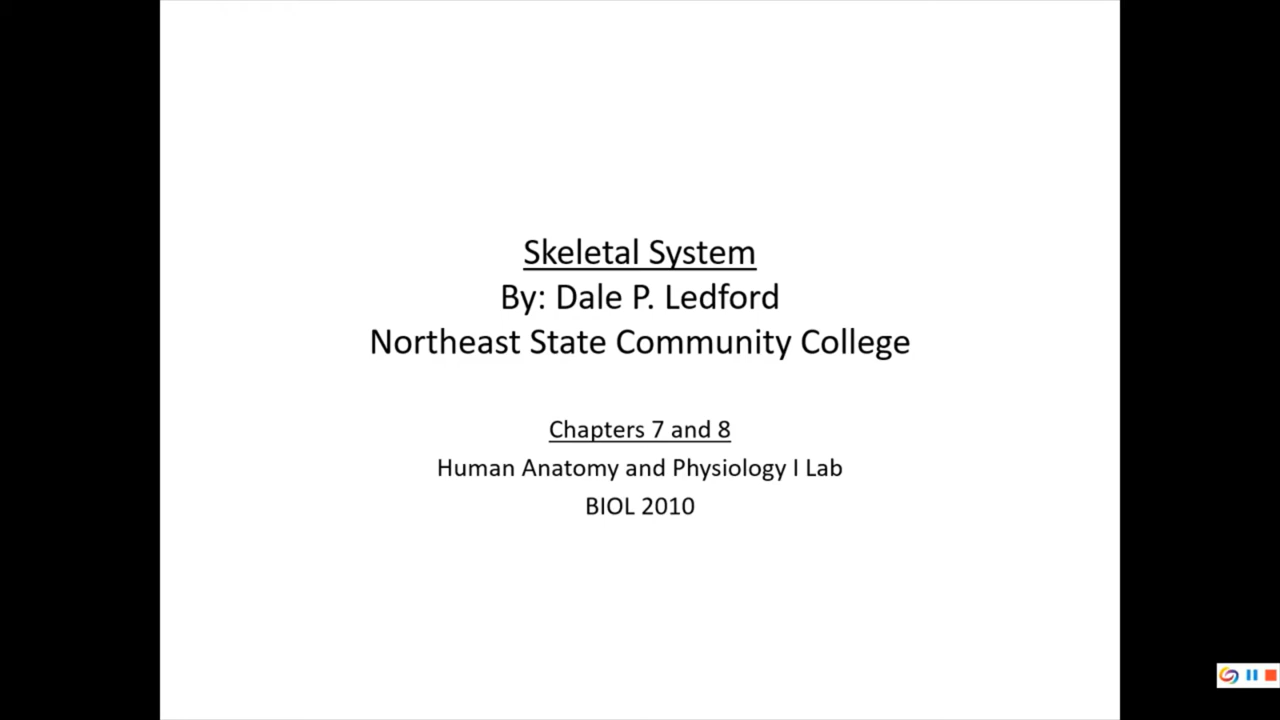 Skeletal System
By: Dale P. Ledford
Northeast State Community College
Chapters 7 and 8
Human Anatomy and Physiology I Lab
BIOL 2010